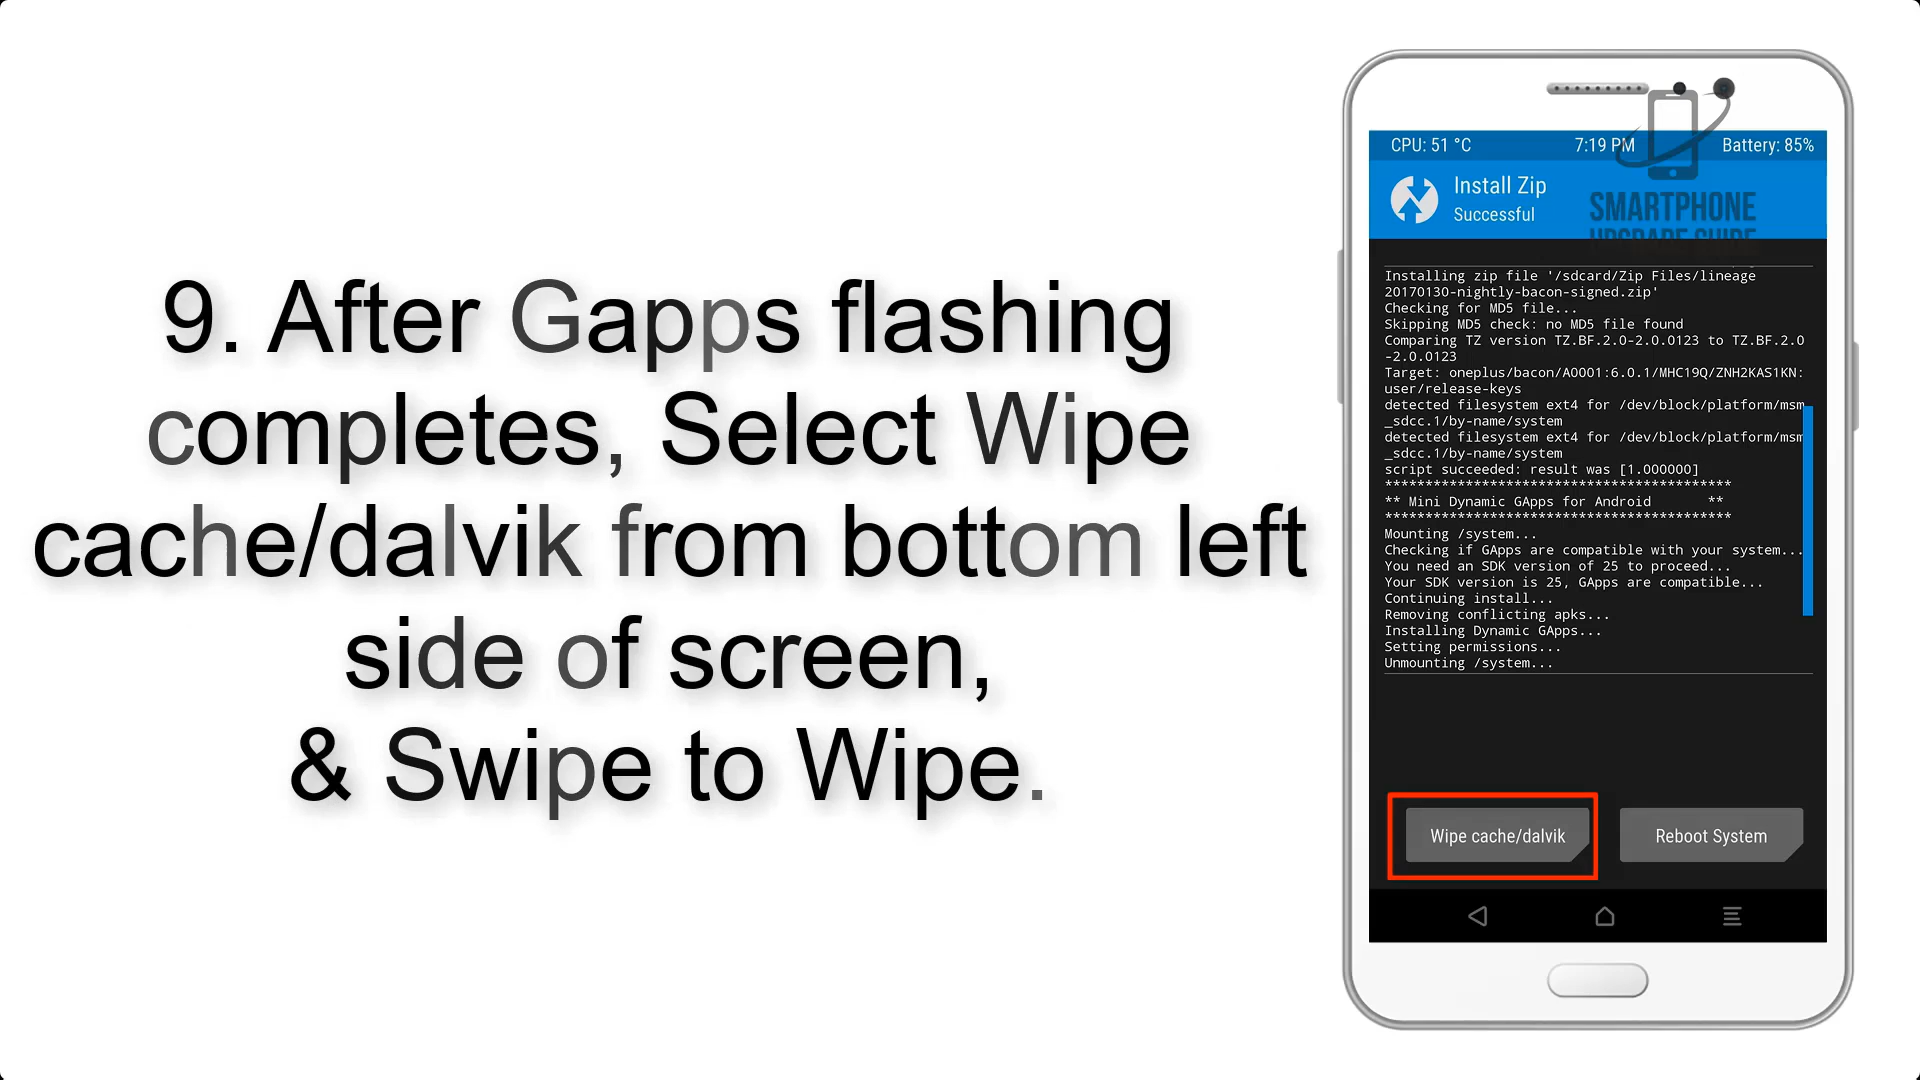 9. After Gapps flashing
completes, Select Wipe
cache/dalvik from bottom left
side of screen,
& Swipe to Wipe.
CPU: 51 °C 7:19 PM Battery: 85%
Install Zip
Successful
SMARTPHONE
UPGRADE GUIDE
Installing zip file '/sdcard/Zip Files/lineage
20170130-nightly-bacon-signed.zip'
Checking for MD5 file...
Skipping MD5 check: no MD5 file found
Comparing TZ version TZ.BF.2.0-2.0.0123 to TZ.BF.2.0
-2.0.0123
Target: oneplus/bacon/A0001:6.0.1/MHC19Q/ZNH2KAS1KN:
user/release-keys
detected filesystem ext4 for /dev/block/platform/msm
_sdcc.1/by-name/system
detected filesystem ext4 for /dev/block/platform/msm
_sdcc.1/by-name/system
script succeeded: result was [1.000000]
******************************************
** Mini Dynamic GApps for Android **
******************************************
Mounting /system...
Checking if GApps are compatible with your system...
You need an SDK version of 25 to proceed...
Your SDK version is 25, GApps are compatible...
Continuing install...
Removing conflicting apks...
Installing Dynamic GApps...
Setting permissions...
Unmounting /system...
Wipe cache/dalvik Reboot System